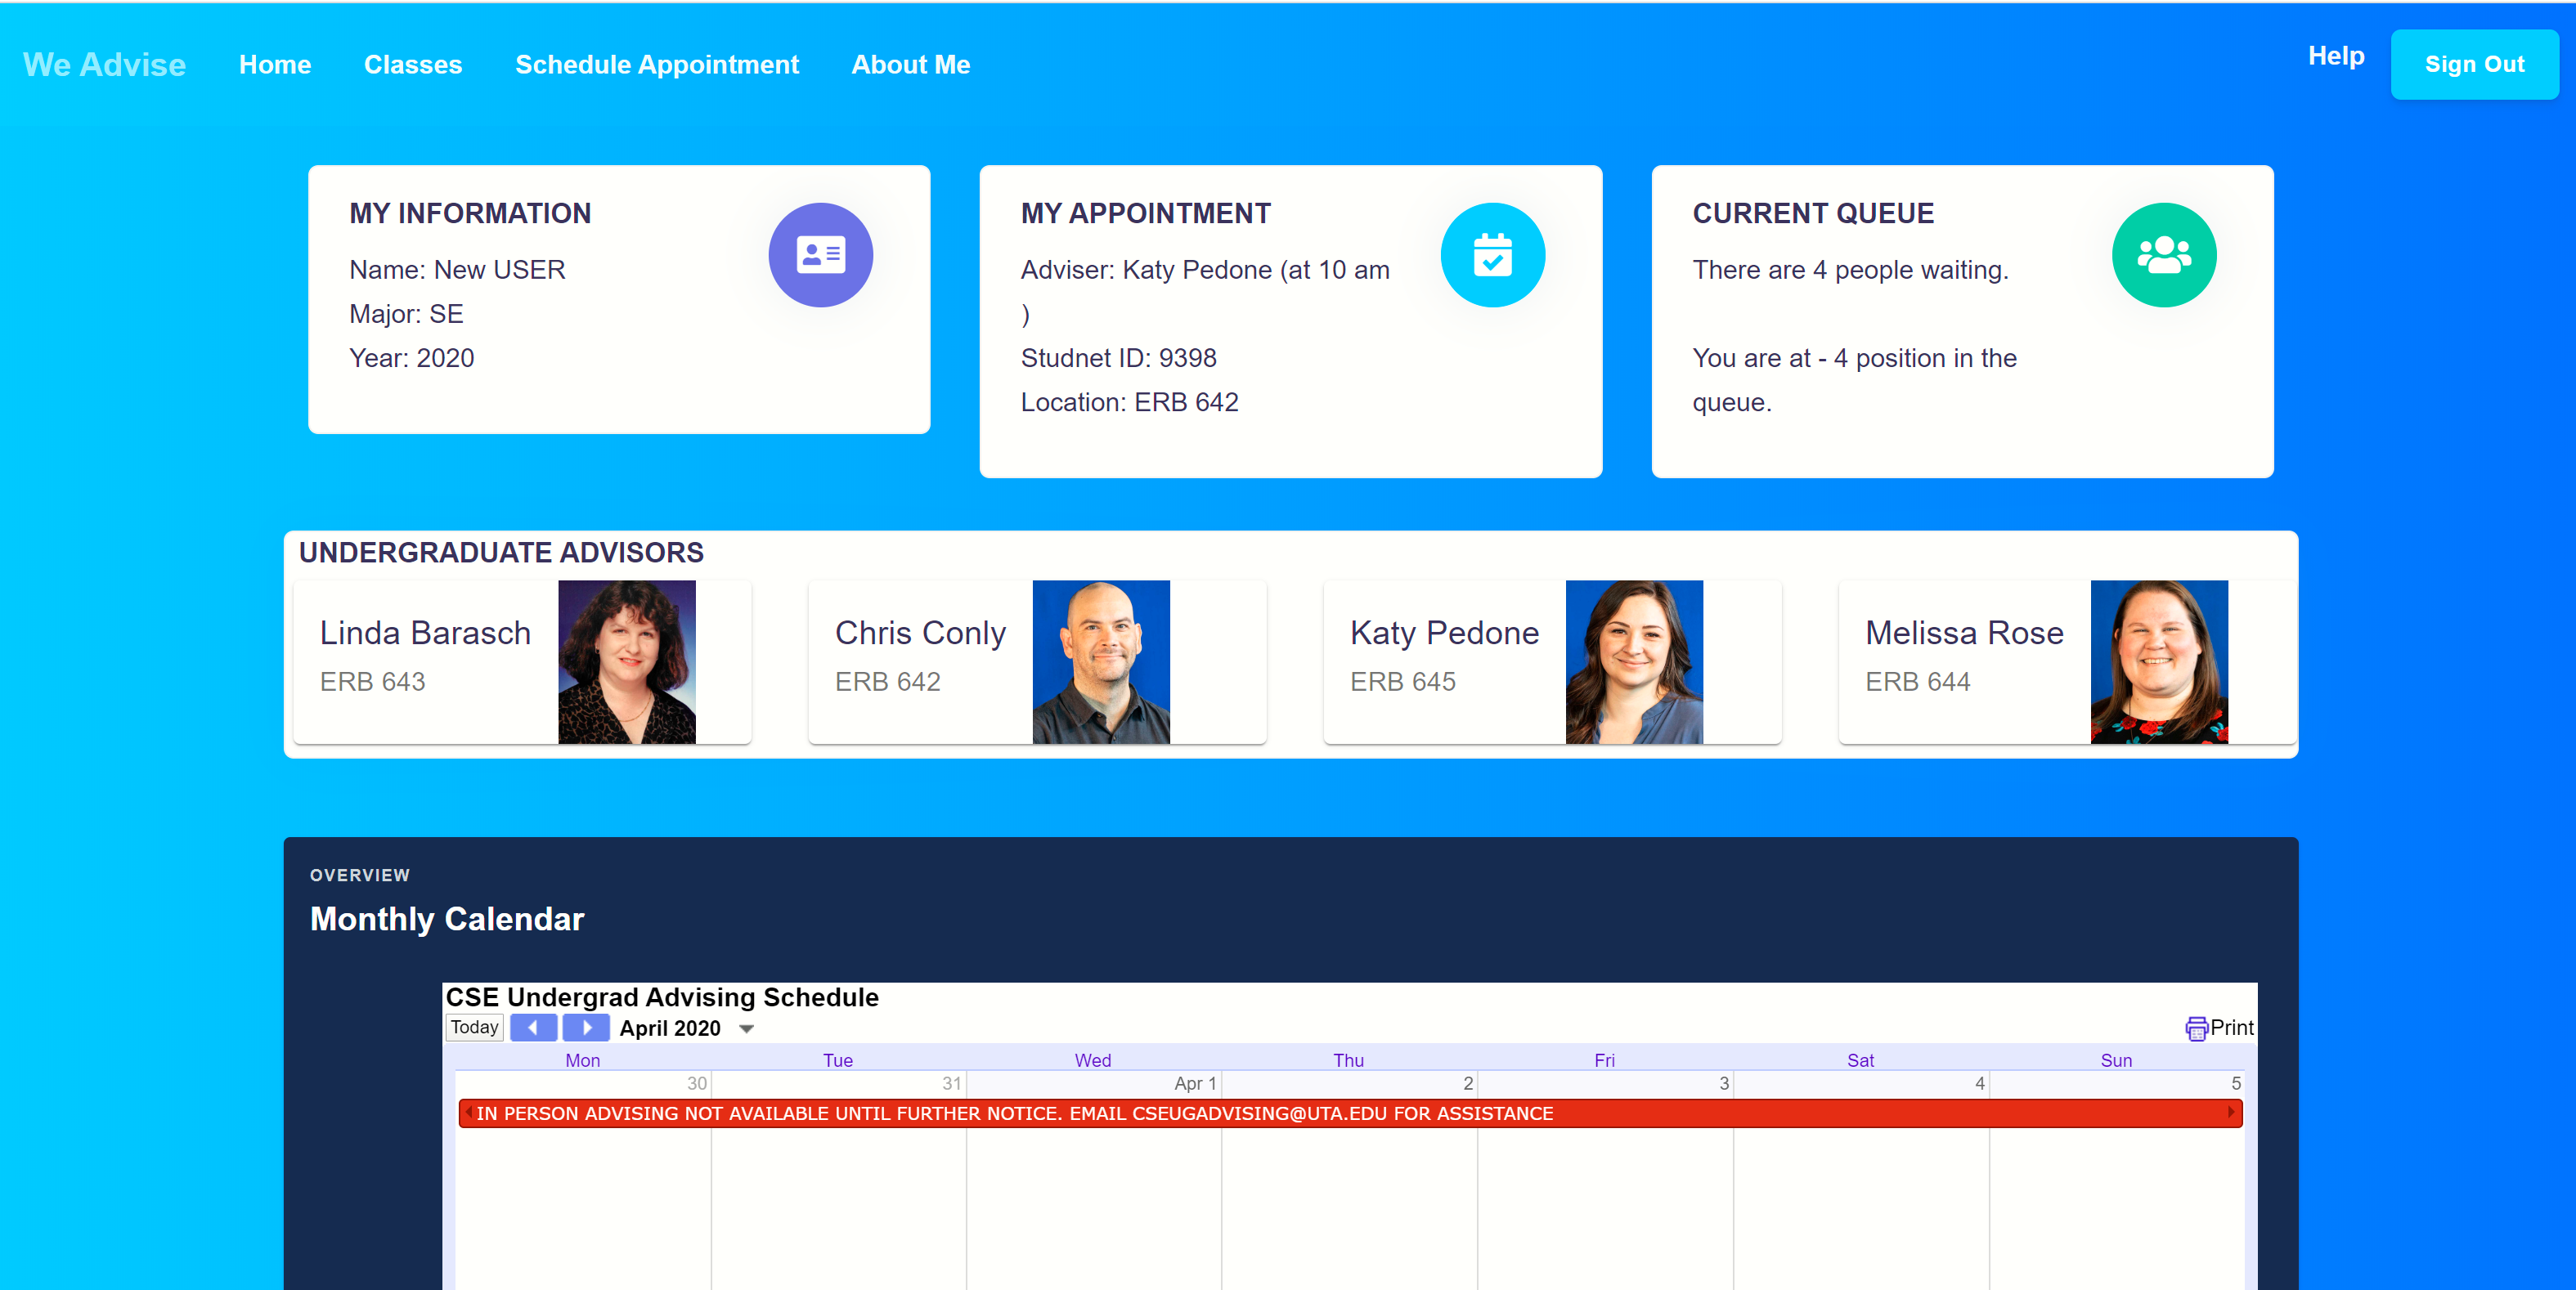 We Advise
Home
Classes
Schedule Appointment
About Me
Help
Sign Out
MY INFORMATION
Name: New USER
Major: SE
Year: 2020
MY APPOINTMENT
Adviser: Katy Pedone (at 10 am
)
Studnet ID: 9398
Location: ERB 642
CURRENT QUEUE
There are 4 people waiting.
You are at - 4 position in the
queue.
UNDERGRADUATE ADVISORS
Linda Barasch
ERB 643
Chris Conly
ERB 642
Katy Pedone
ERB 645
Melissa Rose
ERB 644
OVERVIEW
Monthly Calendar
CSE Undergrad Advising Schedule
Today
April 2020
Print
Mon Tue Wed Thu Fri Sat Sun
30 31 Apr 1 2 3 4 5
IN PERSON ADVISING NOT AVAILABLE UNTIL FURTHER NOTICE. EMAIL CSEUGADVISING@UTA.EDU FOR ASSISTANCE